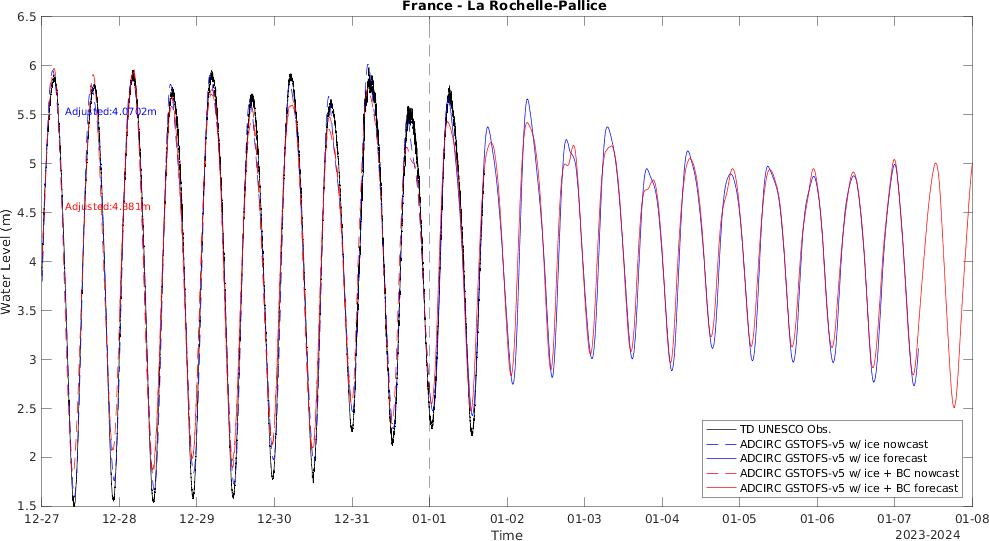 France - La Rochelle-Pallice
6.5
6
5.5
5
4.5
4
3.5
3
2.5
2
1.5
Water Level (m)
Adjusted:4.0702m
Adjusted:4.381m
TD UNESCO Obs.
ADCIRC GSTOFS-v5 w/ ice nowcast
ADCIRC GSTOFS-v5 w/ ice forecast
ADCIRC GSTOFS-v5 w/ ice + BC nowcast
ADCIRC GSTOFS-v5 w/ ice + BC forecast
12-27 12-28 12-29 12-30 12-31 01-01 01-02 01-03 01-04 01-05 01-06 01-07 01-08
Time
2023-2024